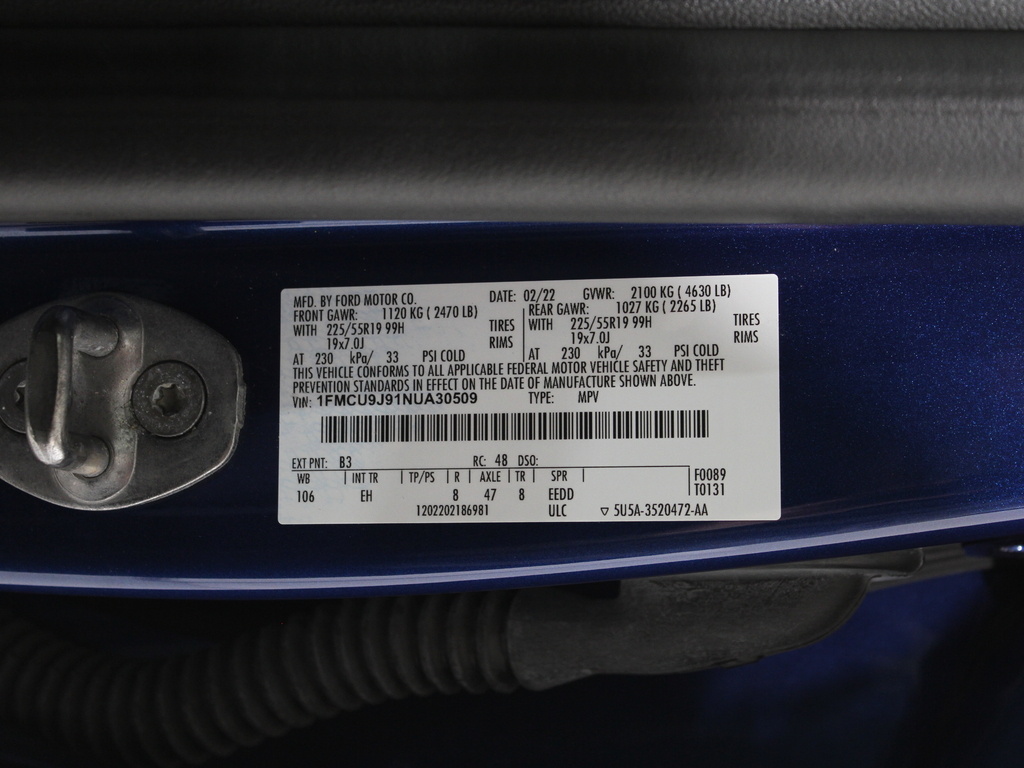 MFD. BY FORD MOTOR CO. DATE: 02/22 GVWR: 2100 KG ( 4630 LB)
FRONT GAWR: 1120 KG ( 2470 LB) REAR GAWR: 1027 KG ( 2265 LB)
WITH 225/55R19 99H TIRES WITH 225/55R19 99H TIRES
19x7.0J RIMS 19x7.0J RIMS
AT 230 kPa/ 33 PSI COLD AT 230 kPa/ 33 PSI COLD
THIS VEHICLE CONFORMS TO ALL APPLICABLE FEDERAL MOTOR VEHICLE SAFETY AND THEFT
PREVENTION STANDARDS IN EFFECT ON THE DATE OF MANUFACTURE SHOWN ABOVE.
VIN: 1FMCU9J91NUA30509 TYPE: MPV
EXT PNT: B3 RC: 48 DSO:
WB INT TR TP/PS R AXLE TR SPR F0089
106 EH 8 47 8 EEDD T0131
1202202186981 ULC ▽ 5U5A-3520472-AA